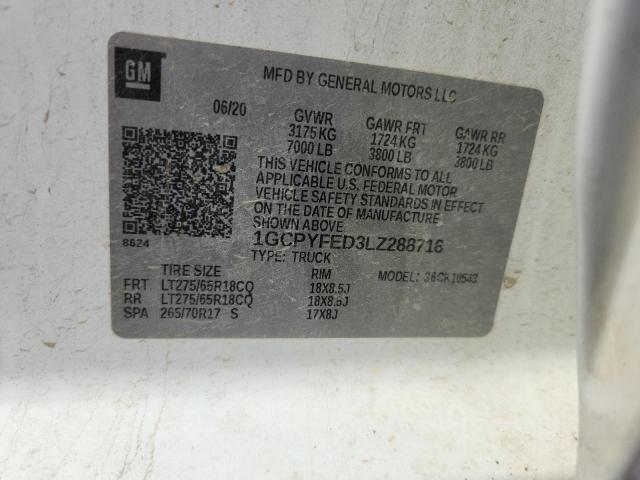 GM
MFD BY GENERAL MOTORS LLC
06/20
GVWR GAWR FRT GAWR RR
3175 KG 1724 KG 1724 KG
7000 LB 3800 LB 3800 LB
THIS VEHICLE CONFORMS TO ALL
APPLICABLE U.S. FEDERAL MOTOR
VEHICLE SAFETY STANDARDS IN EFFECT
ON THE DATE OF MANUFACTURE
SHOWN ABOVE
8624
1GCPYFED3LZ288716
TYPE: TRUCK
MODEL:
TIRE SIZE RIM
FRT LT275/65R18CQ 18X8.5J
RR LT275/65R18CQ 18X8.5J
SPA 265/70R17 S 17X8J